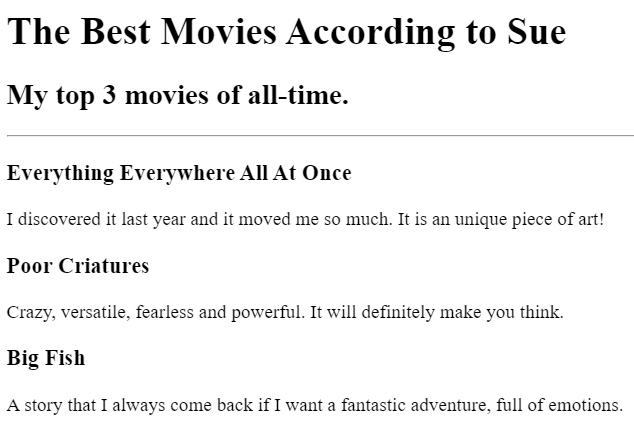 The Best Movies According to Sue
My top 3 movies of all-time.
Everything Everywhere All At Once
I discovered it last year and it moved me so much. It is an unique piece of art!
Poor Criatures
Crazy, versatile, fearless and powerful. It will definitely make you think.
Big Fish
A story that I always come back if I want a fantastic adventure, full of emotions.